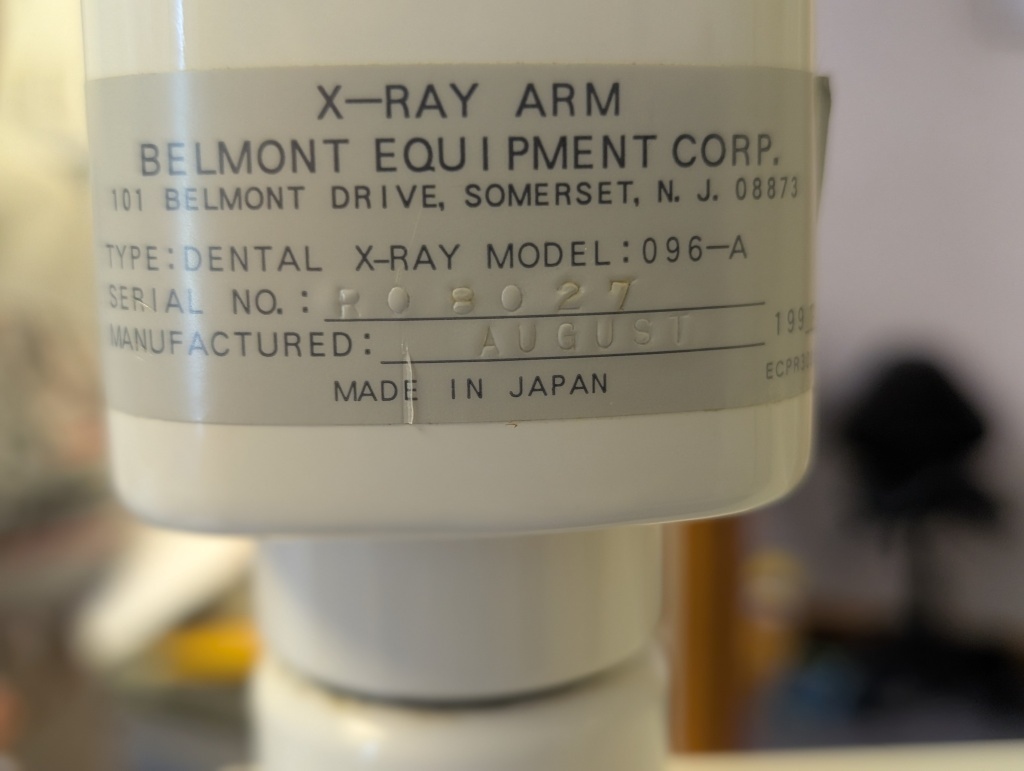 X-RAY ARM
BELMONT EQUIPMENT CORP.
101 BELMONT DRIVE, SOMERSET, N. J. 08873
TYPE: DENTAL X-RAY MODEL: 096-A
SERIAL NO.: R08027
MANUFACTURED: AUGUST
MADE IN JAPAN